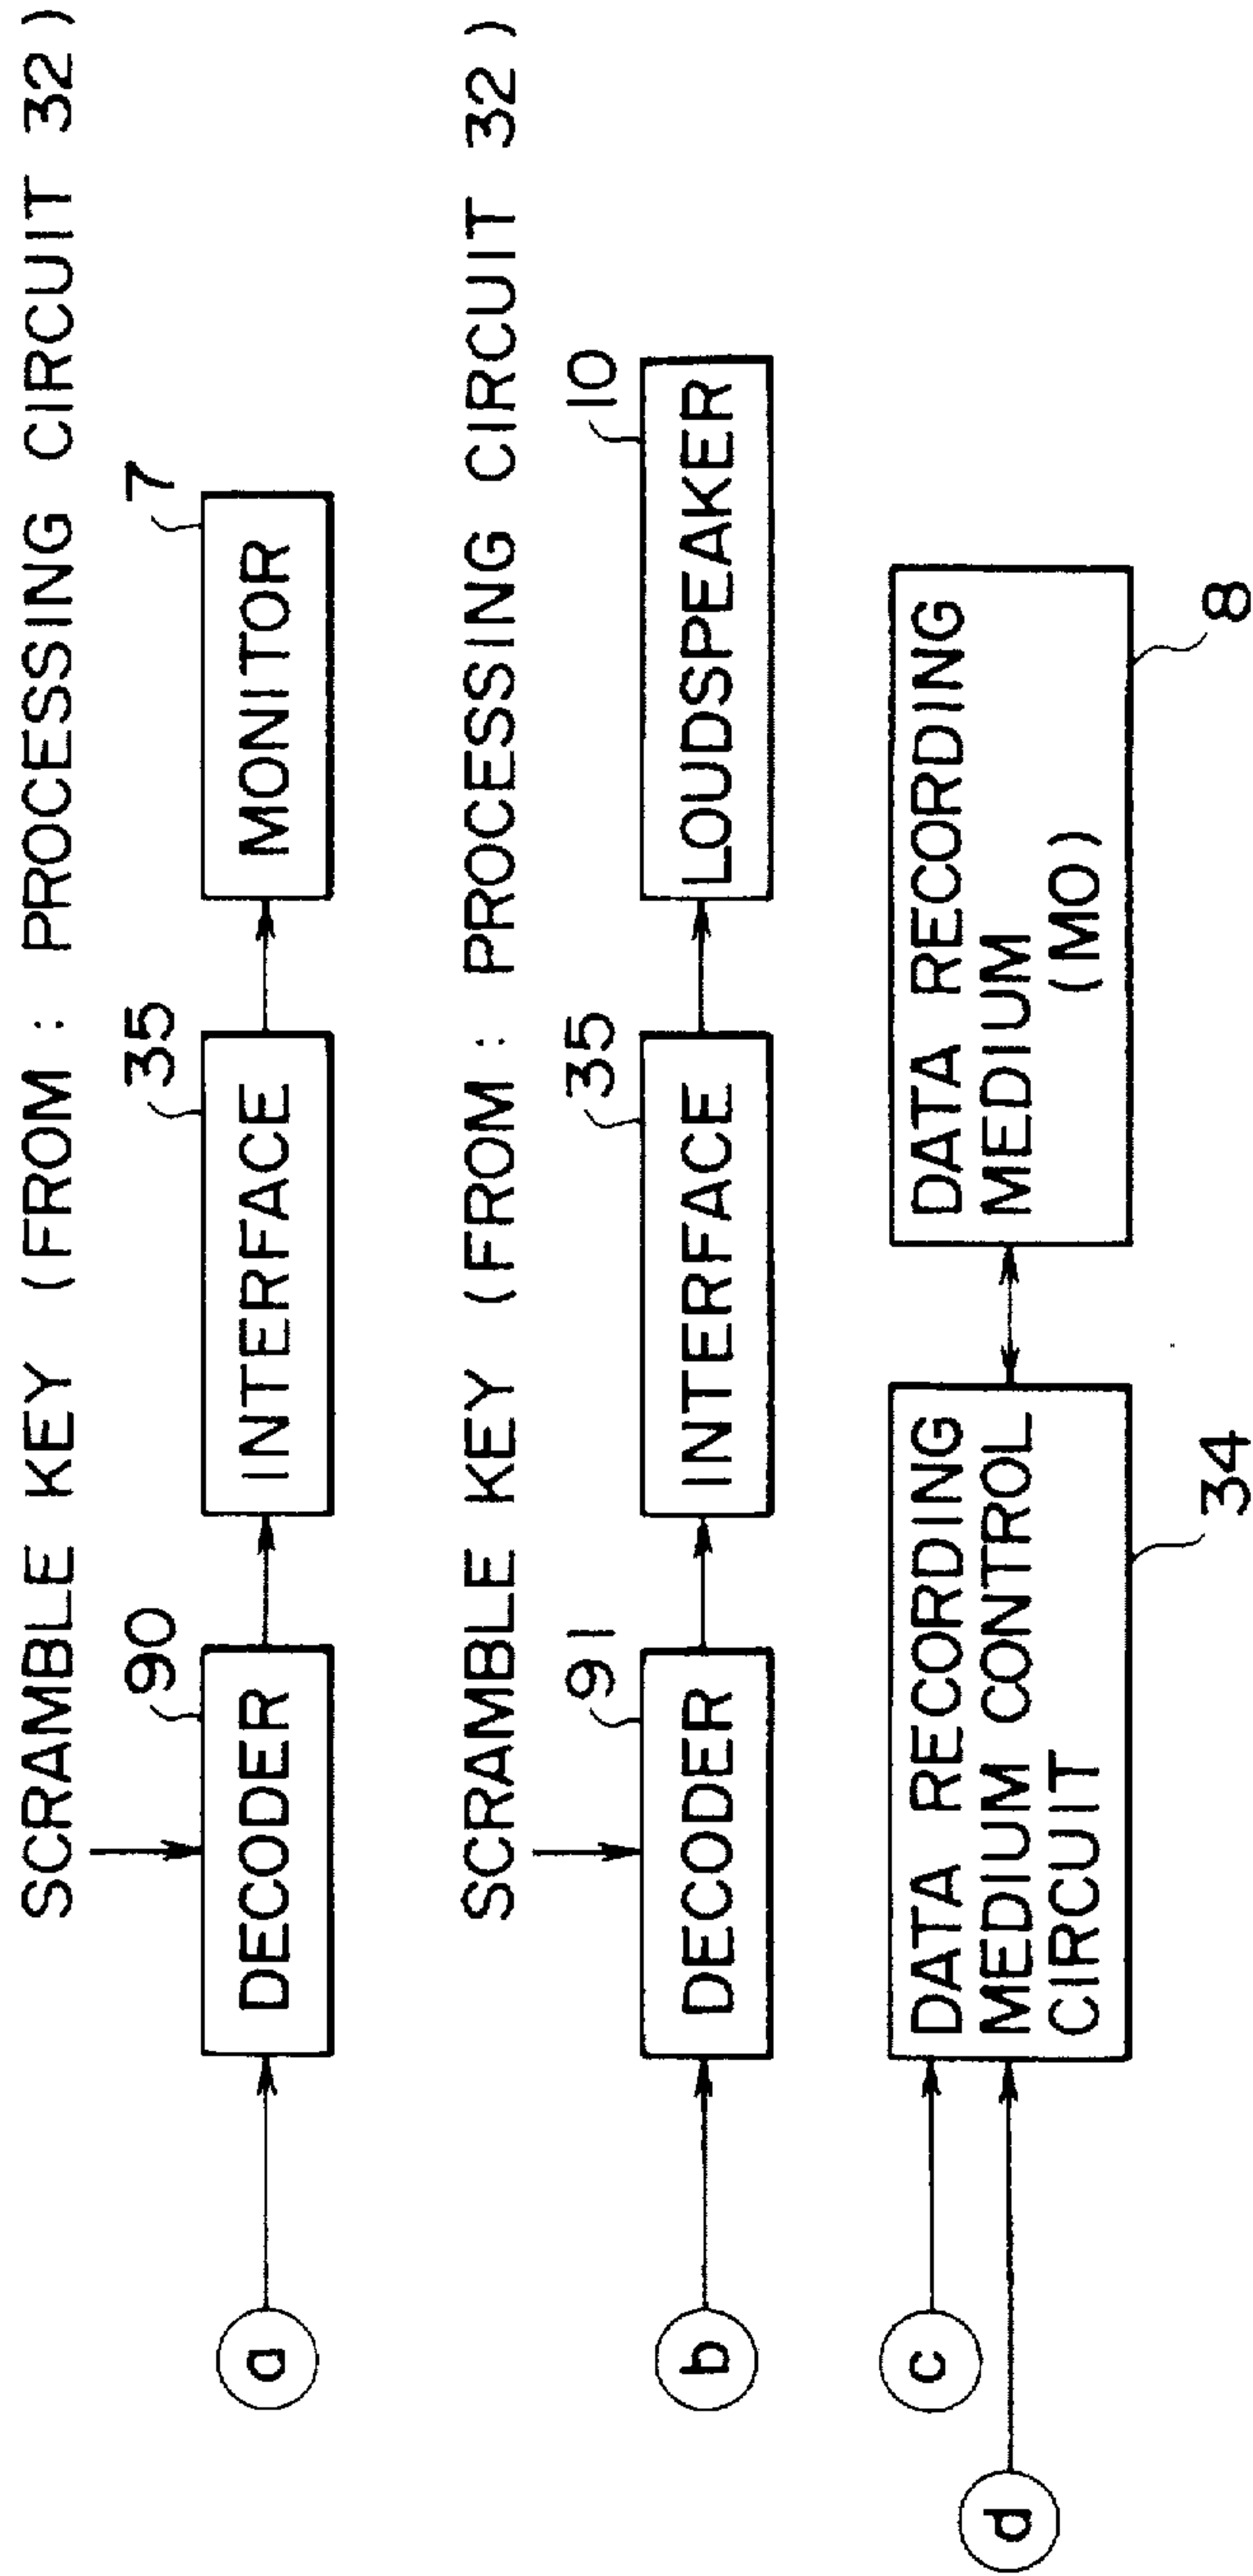 SCRAMBLE KEY (FROM : PROCESSING CIRCUIT 32)
90
35
7
a
DECODER
INTERFACE
MONITOR
SCRAMBLE KEY (FROM : PROCESSING CIRCUIT 32)
91
35
10
b
DECODER
INTERFACE
LOUDSPEAKER
c
d
DATA RECORDING
MEDIUM CONTROL
CIRCUIT
34
DATA RECORDING
MEDIUM
(MO)
8